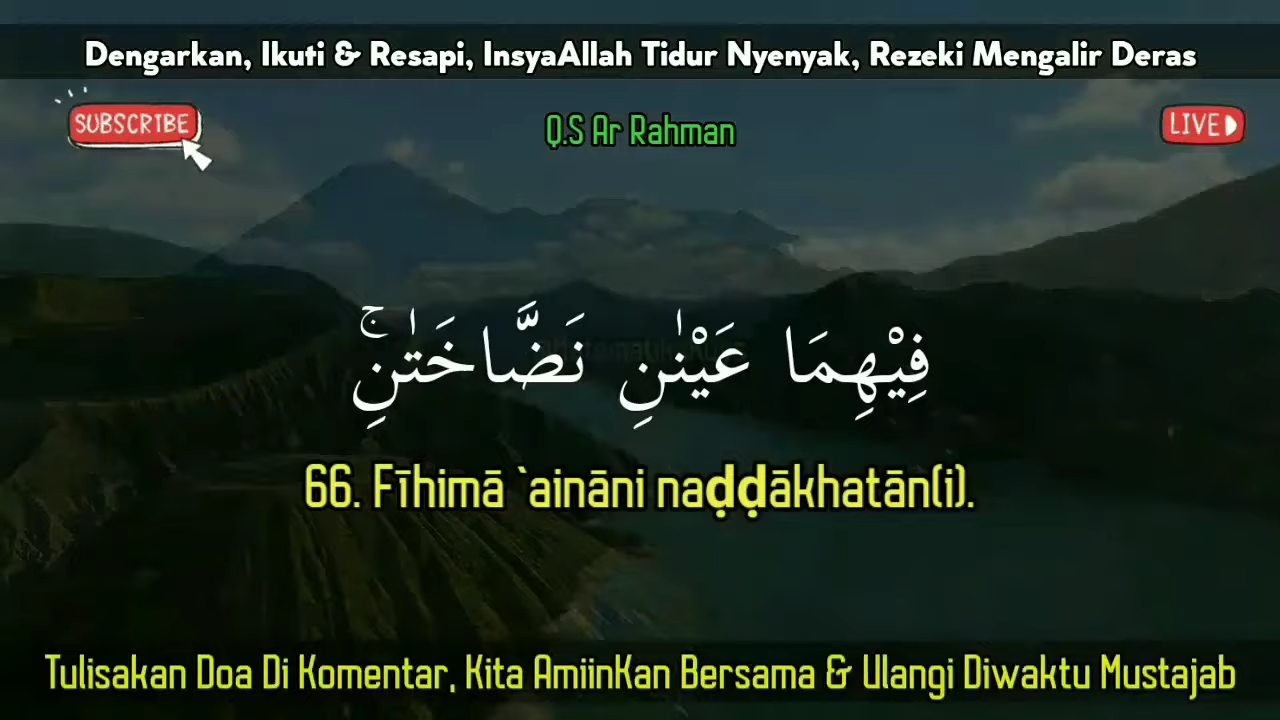 Dengarkan, Ikuti & Resapi, InsyaAllah Tidur Nyenyak, Rezeki Mengalir Deras
SUBSCRIBE
Q.S Ar Rahman
LIVE
فِيْهِمَا عَيْنٰنِ نَضَّاخَتٰنِۚ
66. Fīhimā `aināni naḍḍākhatān(i).
Tulisakan Doa Di Komentar, Kita AmiinKan Bersama & Ulangi Diwaktu Mustajab